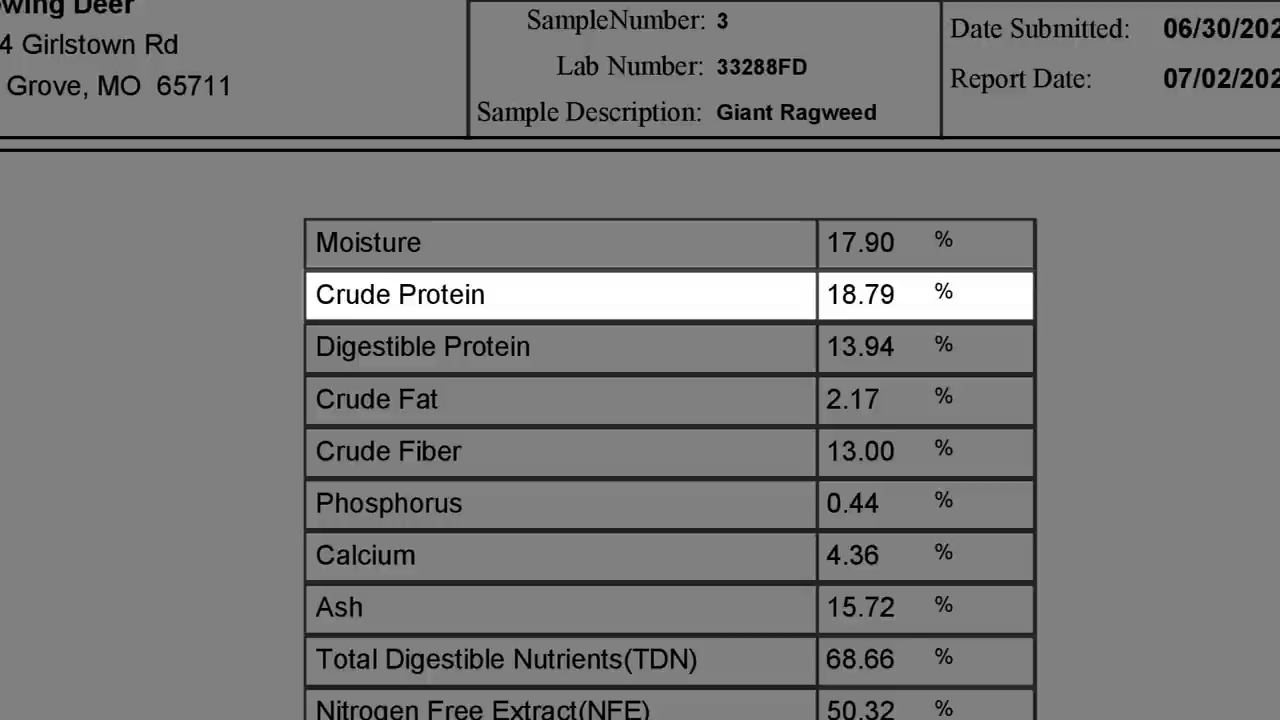 wing Deer
4 Girlstown Rd
Grove, MO 65711
SampleNumber: 3
Lab Number: 33288FD
Sample Description: Giant Ragweed
Date Submitted: 06/30/202
Report Date: 07/02/202
Moisture 17.90 %
Crude Protein 18.79 %
Digestible Protein 13.94 %
Crude Fat 2.17 %
Crude Fiber 13.00 %
Phosphorus 0.44 %
Calcium 4.36 %
Ash 15.72 %
Total Digestible Nutrients(TDN) 68.66 %
Nitrogen Free Extract(NFE) 50.32 %